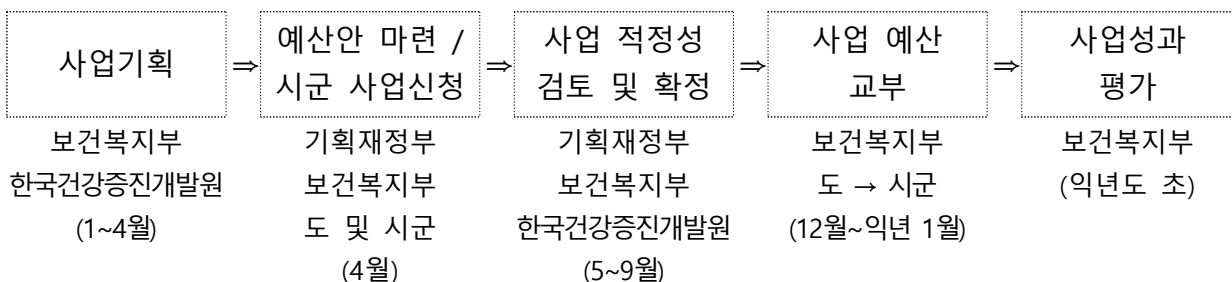 사업기획
⇒
예산안 마련 /
시군 사업신청
⇒
사업 적정성
검토 및 확정
⇒
사업 예산
교부
⇒
사업성과
평가
보건복지부
한국건강증진개발원
(1~4월)
기획재정부
보건복지부
도 및 시군
(4월)
기획재정부
보건복지부
한국건강증진개발원
(5~9월)
보건복지부
도 → 시군
(12월~익년 1월)
보건복지부
(익년도 초)